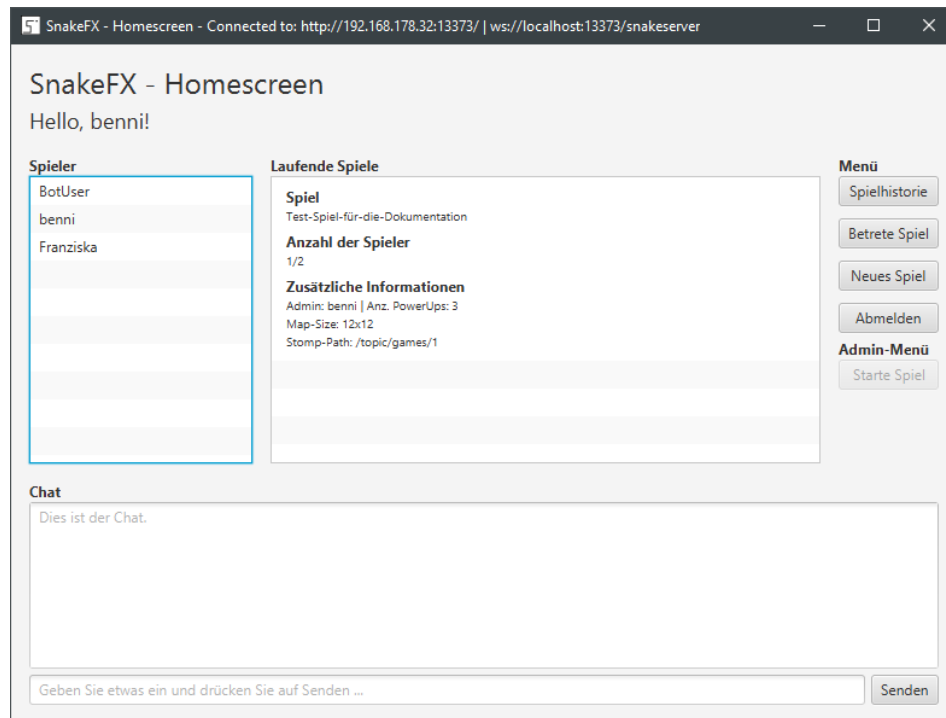 SnakeFX - Homescreen - Connected to: http://192.168.178.32:13373/ | ws://localhost:13373/snakeserver
SnakeFX - Homescreen
Hello, benni!
Spieler
BotUser
benni
Franziska
Laufende Spiele
Spiel
Test-Spiel-für-die-Dokumentation
Anzahl der Spieler
1/2
Zusätzliche Informationen
Admin: benni | Anz. PowerUps: 3
Map-Size: 12x12
Stomp-Path: /topic/games/1
Menü
Spielhistorie
Betrete Spiel
Neues Spiel
Abmelden
Admin-Menü
Starte Spiel
Chat
Dies ist der Chat.
Geben Sie etwas ein und drücken Sie auf Senden ...
Senden